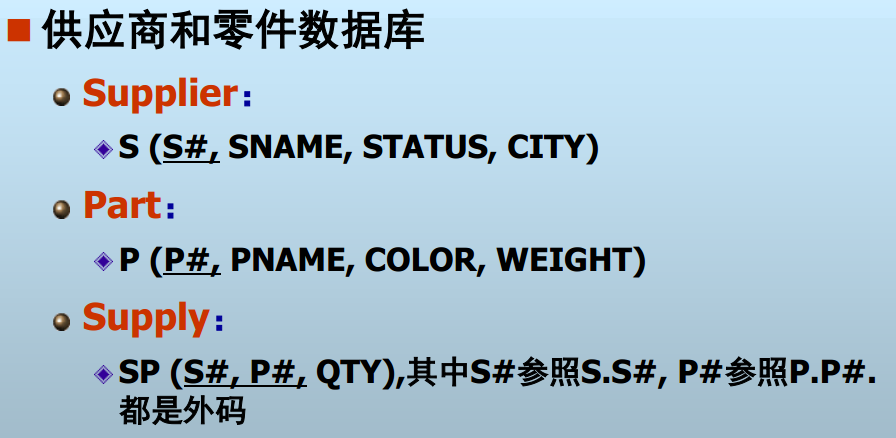 供应商和零件数据库
Supplier：
S (S#, SNAME, STATUS, CITY)
Part：
P (P#, PNAME, COLOR, WEIGHT)
Supply：
SP (S#, P#, QTY),其中S#参照S.S#, P#参照P.P#.
都是外码